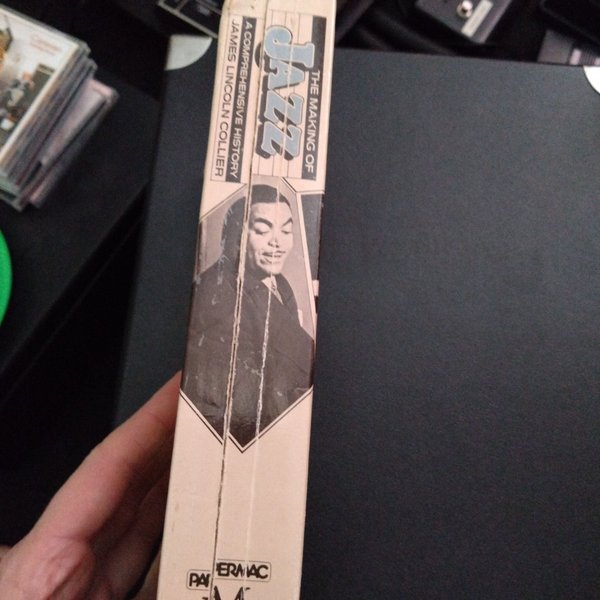 THE MAKING OF
JAZZ
A COMPREHENSIVE HISTORY
JAMES LINCOLN COLLIER
PAPERMAC